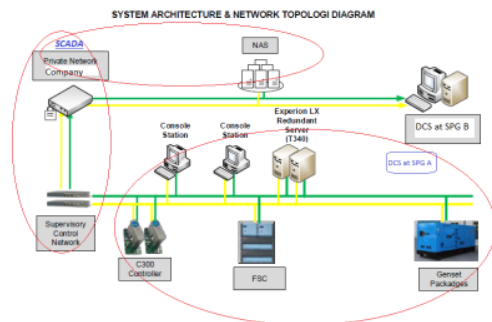 SYSTEM ARCHITECTURE & NETWORK TOPOLOGI DIAGRAM
SCADA
NAS
Private Network
Company
DCS at SPG B
Console
Station
Console
Station
Experion LX
Redundant
Server
(T340)
DCS at SPG A
Supervisory
Control
Network
C300
Controller
FSC
Genset
Packadges